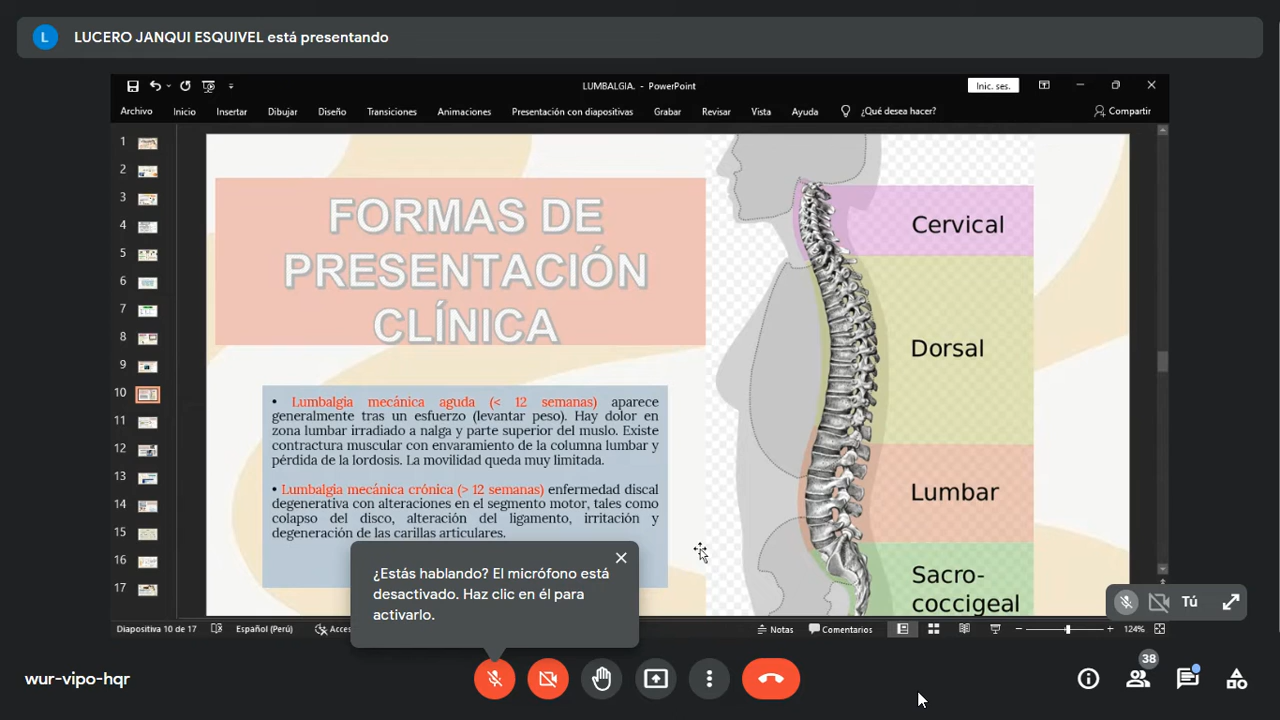 L LUCERO JANQUI ESQUIVEL está presentando
LUMBALGIA. - PowerPoint
Inic. ses.
Archivo Inicio Insertar Dibujar Diseño Transiciones Animaciones Presentación con diapositivas Grabar Revisar Vista Ayuda ¿Qué desea hacer? Compartir
1
2
3
4
5
6
7
8
9
10
11
12
13
14
15
16
17
FORMAS DE
PRESENTACIÓN
CLÍNICA
• Lumbalgia mecánica aguda (< 12 semanas) aparece
generalmente tras un esfuerzo (levantar peso). Hay dolor en
zona lumbar irradiado a nalga y parte superior del muslo. Existe
contractura muscular con envaramiento de la columna lumbar y
pérdida de la lordosis. La movilidad queda muy limitada.
• Lumbalgia mecánica crónica (> 12 semanas) enfermedad discal
degenerativa con alteraciones en el segmento motor, tales como
colapso del disco, alteración del ligamento, irritación y
degeneración de las carillas articulares.
Cervical
Dorsal
Lumbar
Sacro-
coccigeal
¿Estás hablando? El micrófono está
desactivado. Haz clic en él para
activarlo.
Tú
Diapositiva 10 de 17 Español (Perú) Acces Notas Comentarios 124%
wur-vipo-hqr
38